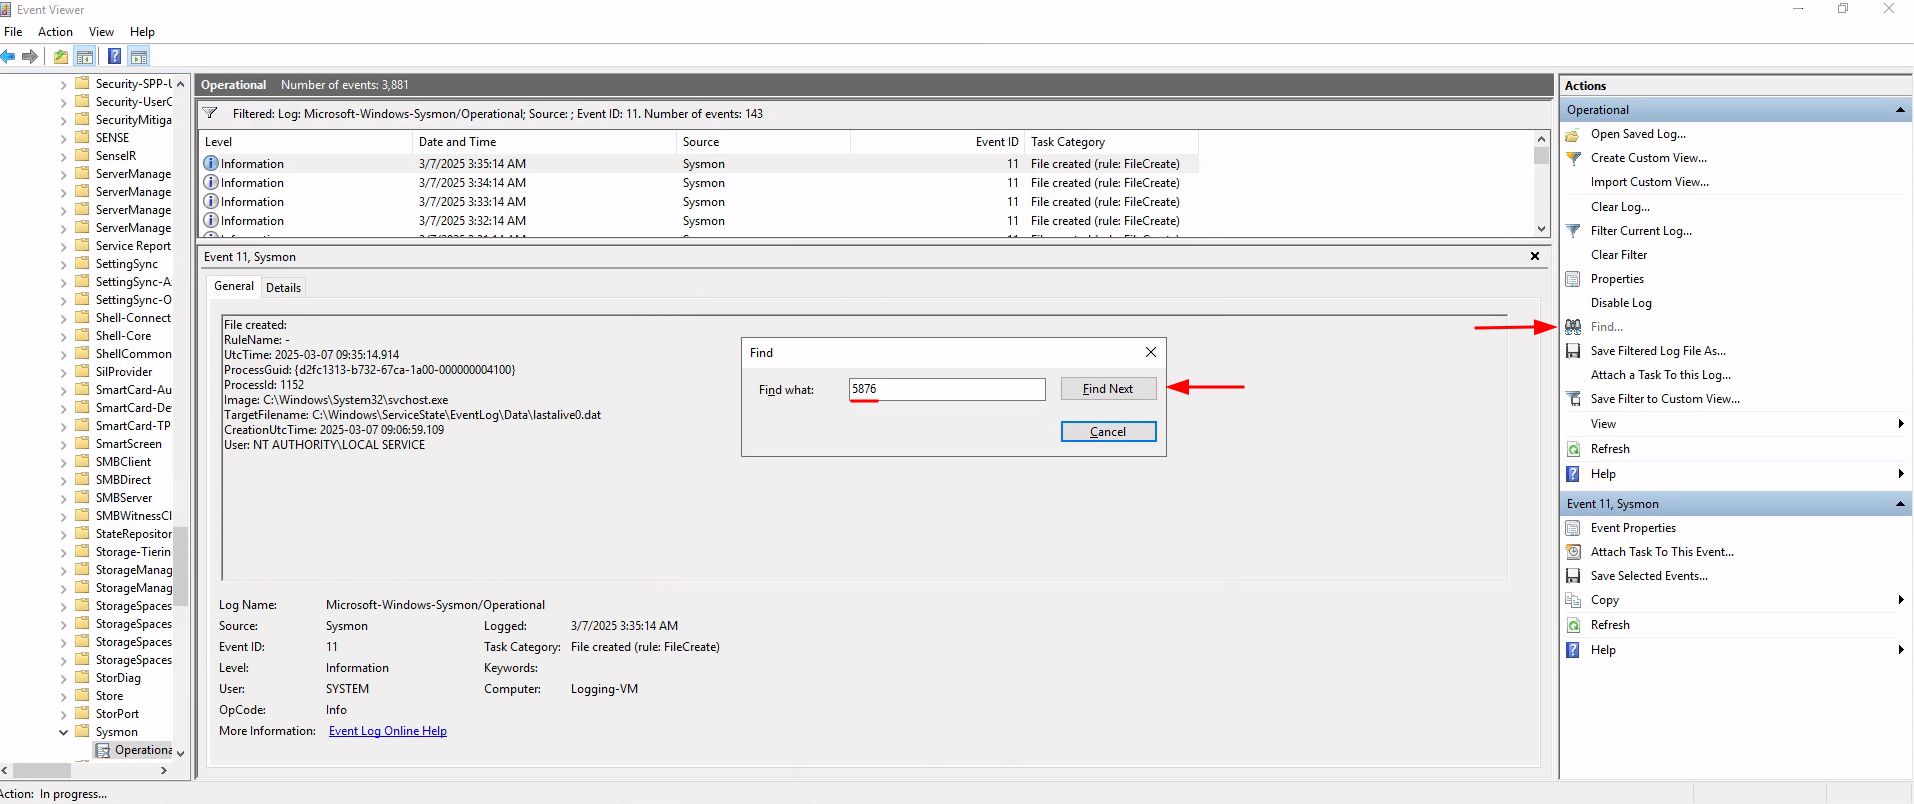 Event Viewer
File Action View Help
Security-SPP-U
Security-UserC
SecurityMitiga
SENSE
SenseIR
ServerManage
ServerManage
ServerManage
ServerManage
Service Report
SettingSync
SettingSync-A
SettingSync-O
Shell-Connect
Shell-Core
ShellCommon
SilProvider
SmartCard-Au
SmartCard-De
SmartCard-TP
SmartScreen
SMBClient
SMBDirect
SMBServer
SMBWitnessCl
StateRepositor
Storage-Tierin
StorageManag
StorageManag
StorageSpaces
StorageSpaces
StorageSpaces
StorageSpaces
StorDiag
Store
StorPort
Sysmon
Operationa
Operational Number of events: 3,881
Filtered: Log: Microsoft-Windows-Sysmon/Operational; Source: ; Event ID: 11. Number of events: 143
Level Date and Time Source Event ID Task Category
Information 3/7/2025 3:35:14 AM Sysmon 11 File created (rule: FileCreate)
Information 3/7/2025 3:34:14 AM Sysmon 11 File created (rule: FileCreate)
Information 3/7/2025 3:33:14 AM Sysmon 11 File created (rule: FileCreate)
Information 3/7/2025 3:32:14 AM Sysmon 11 File created (rule: FileCreate)
Event 11, Sysmon
General Details
File created:
RuleName: -
UtcTime: 2025-03-07 09:35:14.914
ProcessGuid: {d2fc1313-b732-67ca-1a00-000000004100}
ProcessId: 1152
Image: C:\Windows\System32\svchost.exe
TargetFilename: C:\Windows\ServiceState\EventLog\Data\lastalive0.dat
CreationUtcTime: 2025-03-07 09:06:59.109
User: NT AUTHORITY\LOCAL SERVICE
Find
Find what: 5876 Find Next
Cancel
Log Name: Microsoft-Windows-Sysmon/Operational
Source: Sysmon Logged: 3/7/2025 3:35:14 AM
Event ID: 11 Task Category: File created (rule: FileCreate)
Level: Information Keywords:
User: SYSTEM Computer: Logging-VM
OpCode: Info
More Information: Event Log Online Help
Actions
Operational
Open Saved Log...
Create Custom View...
Import Custom View...
Clear Log...
Filter Current Log...
Clear Filter
Properties
Disable Log
Find...
Save Filtered Log File As...
Attach a Task To this Log...
Save Filter to Custom View...
View
Refresh
Help
Event 11, Sysmon
Event Properties
Attach Task To This Event...
Save Selected Events...
Copy
Refresh
Help
Action: In progress...